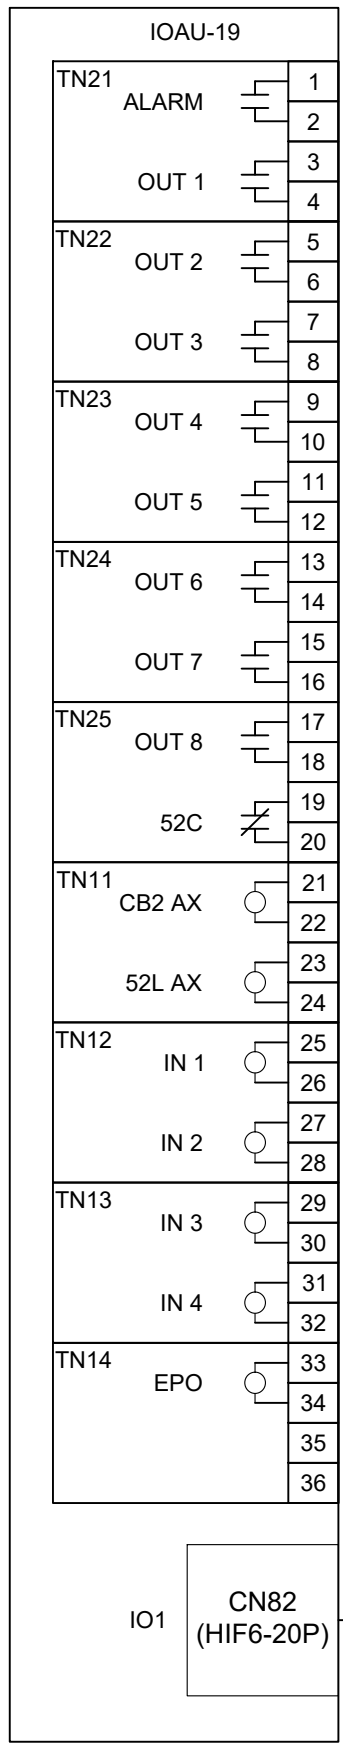 IOAU-19
TN21
ALARM
1
2
OUT 1
3
4
TN22
OUT 2
5
6
OUT 3
7
8
TN23
OUT 4
9
10
OUT 5
11
12
TN24
OUT 6
13
14
OUT 7
15
16
TN25
OUT 8
17
18
52C
19
20
TN11
CB2 AX
21
22
52L AX
23
24
TN12
IN 1
25
26
IN 2
27
28
TN13
IN 3
29
30
IN 4
31
32
TN14
EPO
33
34
35
36
IO1
CN82
(HIF6-20P)